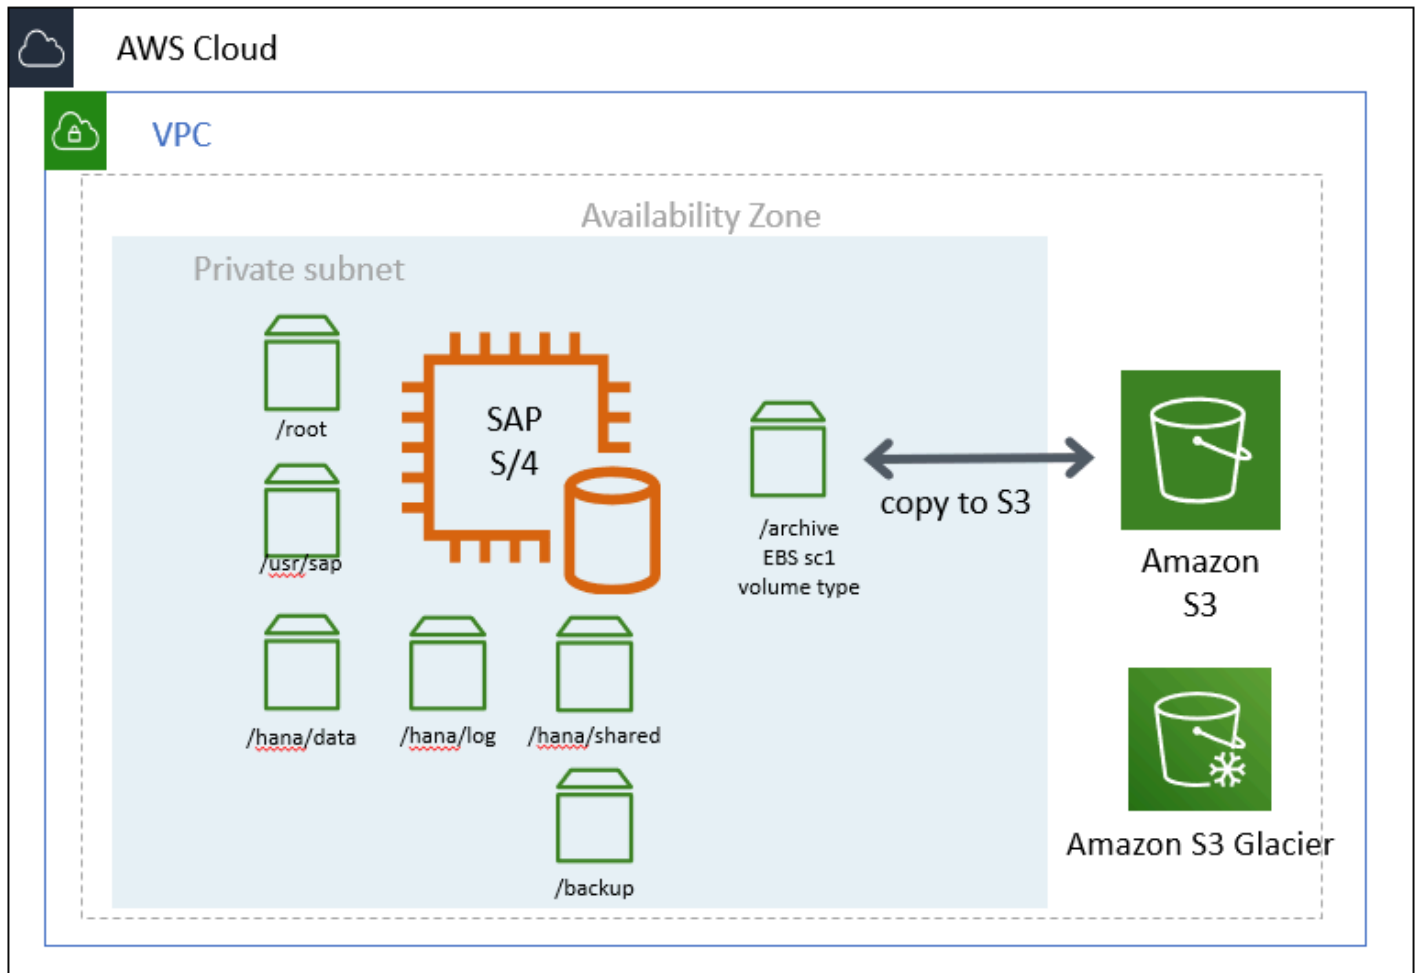 AWS Cloud
VPC
Availability Zone
Private subnet
/root
SAP
S/4
/usr/sap
/archive
EBS sc1
volume type
copy to S3
Amazon
S3
/hana/data
/hana/log
/hana/shared
Amazon S3 Glacier
/backup